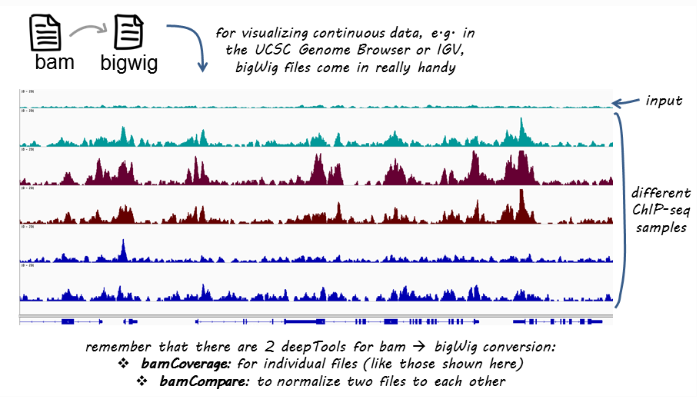 for visualizing continuous data, e.g. in
the UCSC Genome Browser or IGV,
bigWig files come in really handy
bam
bigwig
input
different
ChIP-seq
samples
remember that there are 2 deepTools for bam → bigWig conversion:
❖ bamCoverage: for individual files (like those shown here)
❖ bamCompare: to normalize two files to each other